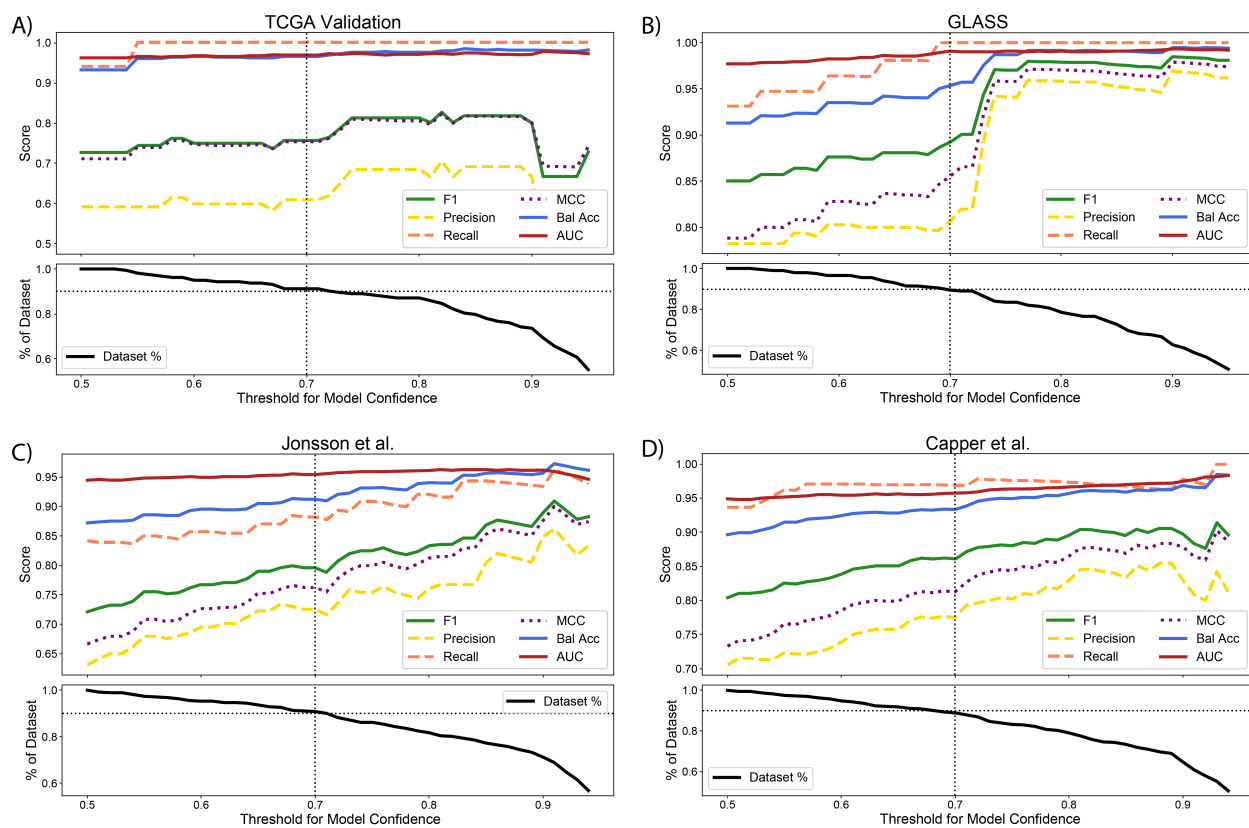 A)
TCGA Validation
1.0
0.9
0.8
0.7
0.6
0.5
Score
F1
Precision
Recall
MCC
Bal Acc
AUC
1.0
0.8
0.6
% of Dataset
Dataset %
0.5 0.6 0.7 0.8 0.9
Threshold for Model Confidence
B)
GLASS
1.00
0.95
0.90
0.85
0.80
Score
F1
Precision
Recall
MCC
Bal Acc
AUC
1.0
0.8
0.6
% of Dataset
Dataset %
0.5 0.6 0.7 0.8 0.9
Threshold for Model Confidence
C)
Jonsson et al.
0.95
0.90
0.85
0.80
0.75
0.70
0.65
Score
F1
Precision
Recall
MCC
Bal Acc
AUC
1.0
0.8
0.6
% of Dataset
Dataset %
0.5 0.6 0.7 0.8 0.9
Threshold for Model Confidence
D)
Capper et al.
1.00
0.95
0.90
0.85
0.80
0.75
0.70
Score
F1
Precision
Recall
MCC
Bal Acc
AUC
1.0
0.8
0.6
% of Dataset
Dataset %
0.5 0.6 0.7 0.8 0.9
Threshold for Model Confidence